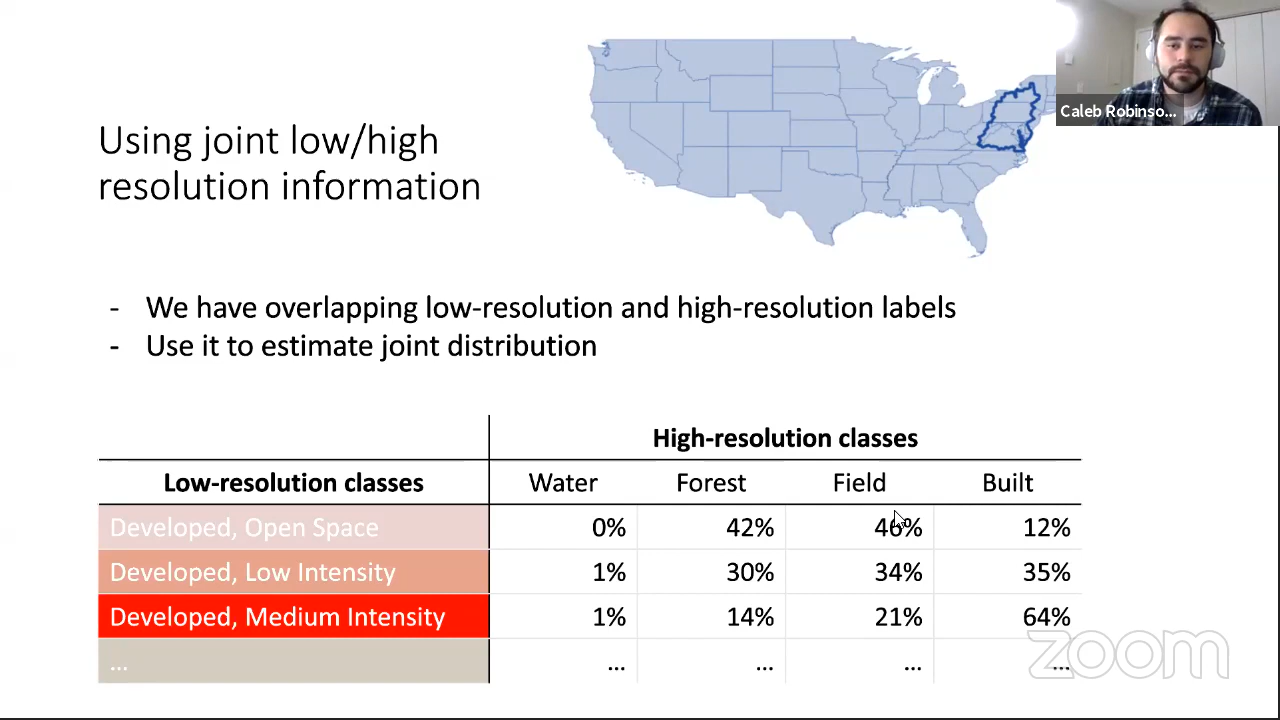 Caleb Robinso...
Using joint low/high
resolution information
- We have overlapping low-resolution and high-resolution labels
- Use it to estimate joint distribution
High-resolution classes
Low-resolution classes Water Forest Field Built
Developed, Open Space 0% 42% 46% 12%
Developed, Low Intensity 1% 30% 34% 35%
Developed, Medium Intensity 1% 14% 21% 64%
... ... ... ... ...
zoom